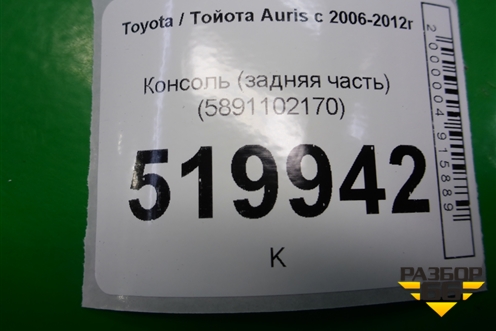 Toyota / Тойота Auris с 2006-2012г
Консоль (задняя часть)
(5891102170)
519942
К
2000004915889
РАЗБОР